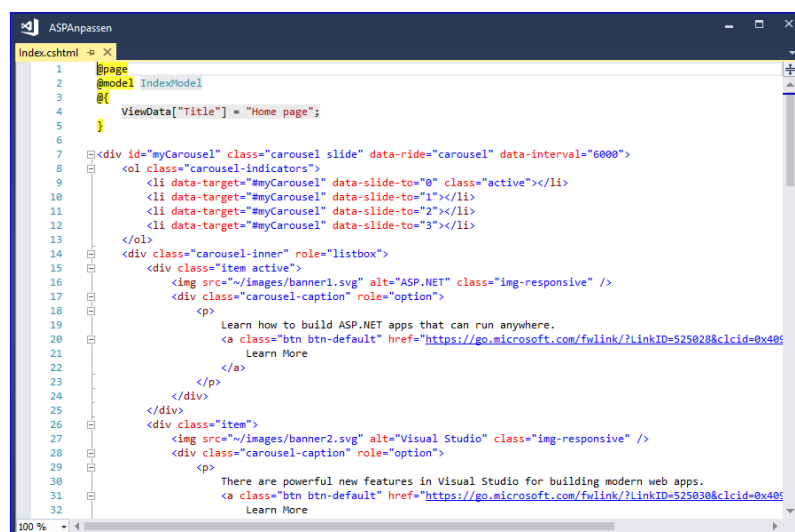 ASPAnpassen
Index.cshtml
1 @page
2 @model IndexModel
3 @{
4 ViewData["Title"] = "Home page";
5 }
6
7 <div id="myCarousel" class="carousel slide" data-ride="carousel" data-interval="6000">
8 <ol class="carousel-indicators">
9 <li data-target="#myCarousel" data-slide-to="0" class="active"></li>
10 <li data-target="#myCarousel" data-slide-to="1"></li>
11 <li data-target="#myCarousel" data-slide-to="2"></li>
12 <li data-target="#myCarousel" data-slide-to="3"></li>
13 </ol>
14 <div class="carousel-inner" role="listbox">
15 <div class="item active">
16 <img src="~/images/banner1.svg" alt="ASP.NET" class="img-responsive" />
17 <div class="carousel-caption" role="option">
18 <p>
19 Learn how to build ASP.NET apps that can run anywhere.
20 <a class="btn btn-default" href="https://go.microsoft.com/fwlink/?LinkID=525028&clcid=0x409
21 Learn More
22 </a>
23 </p>
24 </div>
25 </div>
26 <div class="item">
27 <img src="~/images/banner2.svg" alt="Visual Studio" class="img-responsive" />
28 <div class="carousel-caption" role="option">
29 <p>
30 There are powerful new features in Visual Studio for building modern web apps.
31 <a class="btn btn-default" href="https://go.microsoft.com/fwlink/?LinkID=525030&clcid=0x409
32 Learn More
100 %